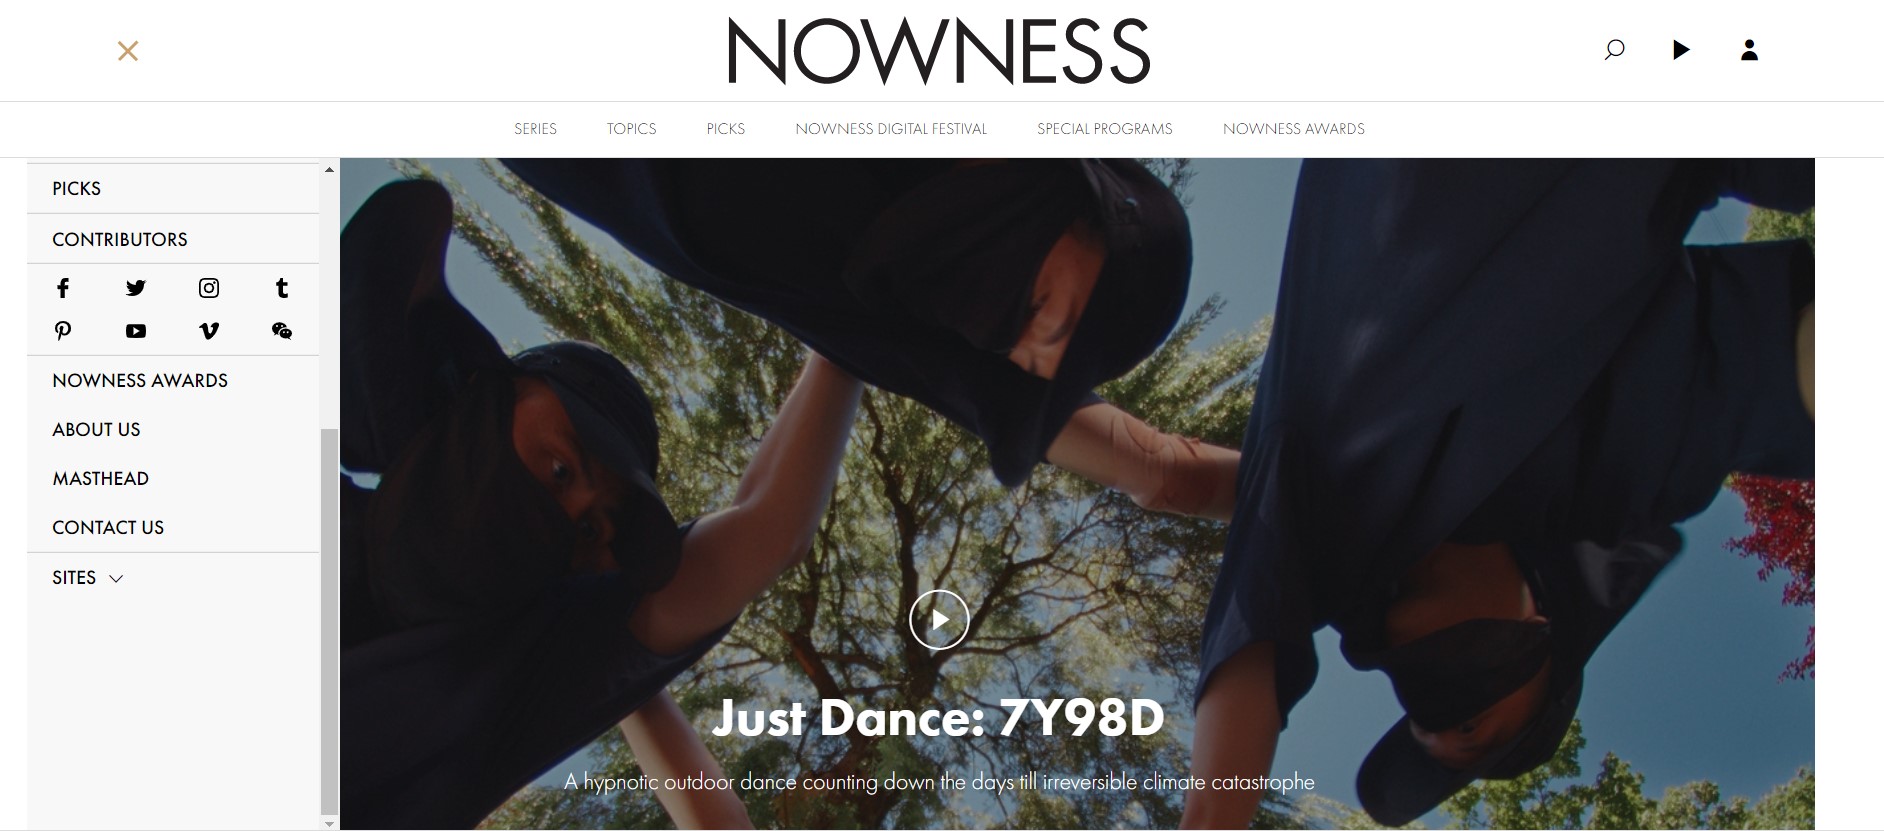 NOWNESS
SERIES TOPICS PICKS NOWNESS DIGITAL FESTIVAL SPECIAL PROGRAMS NOWNESS AWARDS
PICKS
CONTRIBUTORS
NOWNESS AWARDS
ABOUT US
MASTHEAD
CONTACT US
SITES
Just Dance: 7Y98D
A hypnotic outdoor dance counting down the days till irreversible climate catastrophe